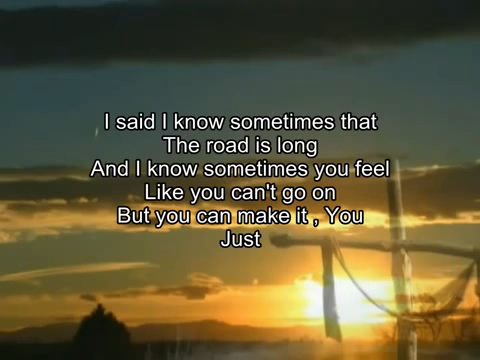 I said I know sometimes that
The road is long
And I know sometimes you feel
Like you can't go on
But you can make it , You
Just